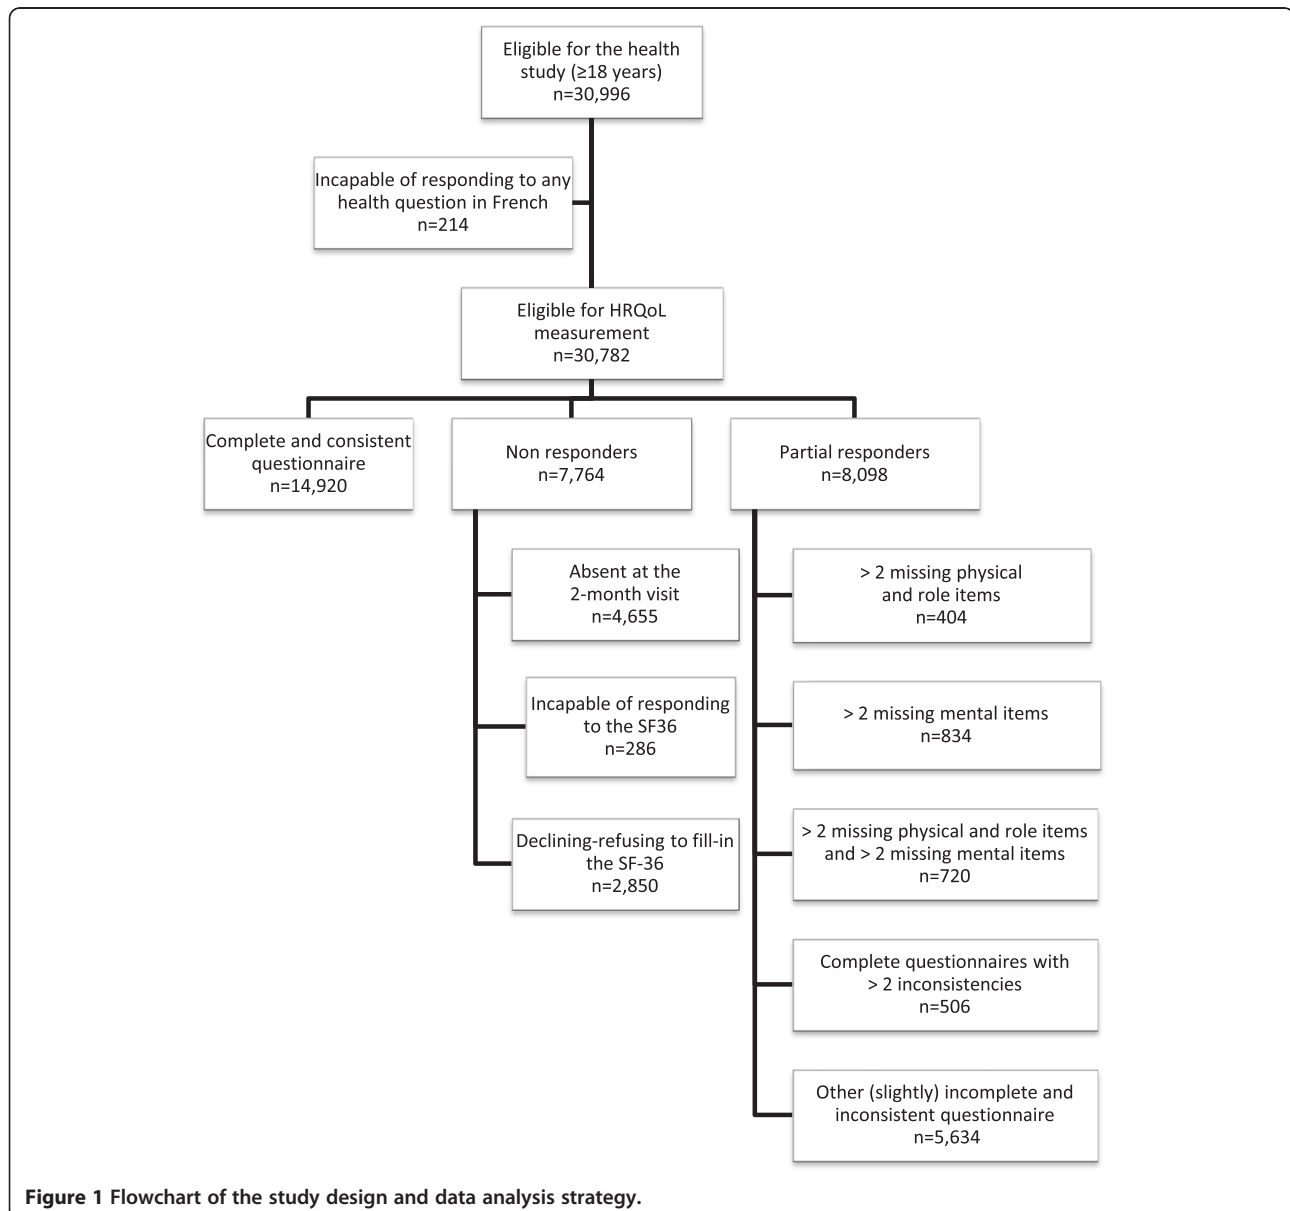 Eligible for the health
study (≥18 years)
n=30,996
Incapable of responding to any
health question in French
n=214
Eligible for HRQoL
measurement
n=30,782
Complete and consistent
questionnaire
n=14,920
Non responders
n=7,764
Partial responders
n=8,098
Absent at the
2-month visit
n=4,655
Incapable of responding
to the SF36
n=286
Declining-refusing to fill-in
the SF-36
n=2,850
> 2 missing physical
and role items
n=404
> 2 missing mental items
n=834
> 2 missing physical and role items
and > 2 missing mental items
n=720
Complete questionnaires with
> 2 inconsistencies
n=506
Other (slightly) incomplete and
inconsistent questionnaire
n=5,634
Figure 1 Flowchart of the study design and data analysis strategy.